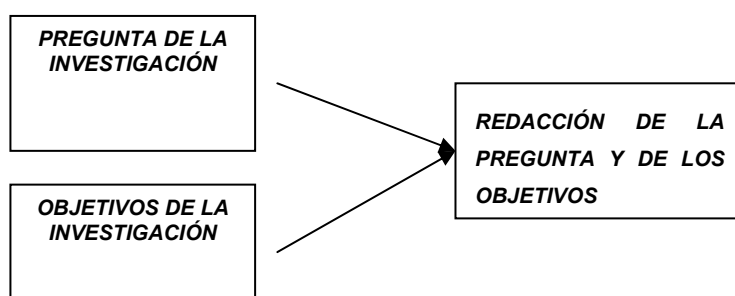 PREGUNTA DE LA
INVESTIGACIÓN
OBJETIVOS DE LA
INVESTIGACIÓN
REDACCIÓN DE LA
PREGUNTA Y DE LOS
OBJETIVOS